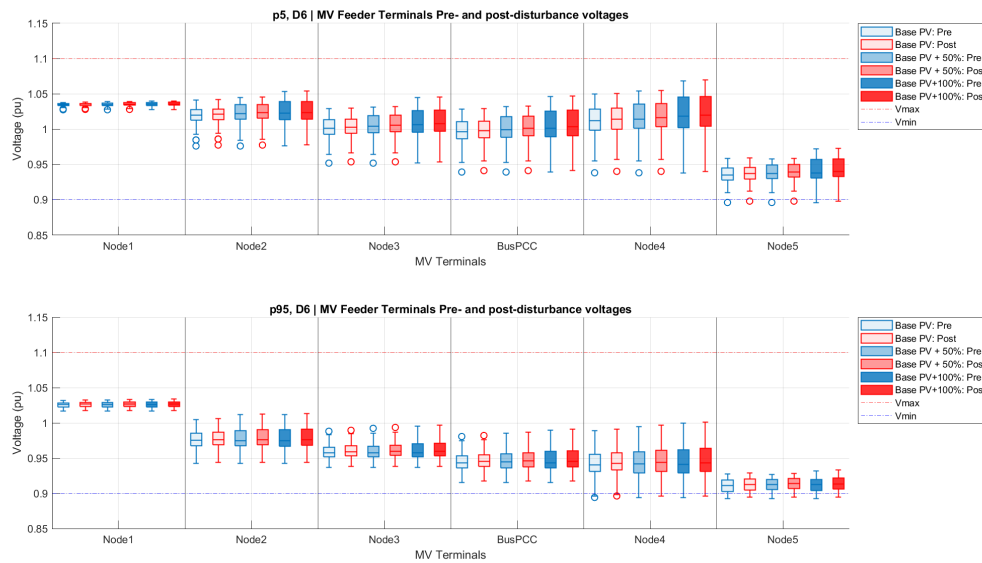 p5, D6 | MV Feeder Terminals Pre- and post-disturbance voltages
1.15
1.1
1.05
1
0.95
0.9
0.85
Voltage (pu)
Node1
Node2
Node3
BusPCC
Node4
Node5
MV Terminals
Base PV: Pre
Base PV: Post
Base PV + 50%: Pre
Base PV + 50%: Pos
Base PV+100%: Pre
Base PV+100%: Post
Vmax
Vmin
p95, D6 | MV Feeder Terminals Pre- and post-disturbance voltages
1.15
1.1
1.05
1
0.95
0.9
0.85
Voltage (pu)
Node1
Node2
Node3
BusPCC
Node4
Node5
MV Terminals
Base PV: Pre
Base PV: Post
Base PV + 50%: Pre
Base PV + 50%: Pos
Base PV+100%: Pre
Base PV+100%: Post
Vmax
Vmin